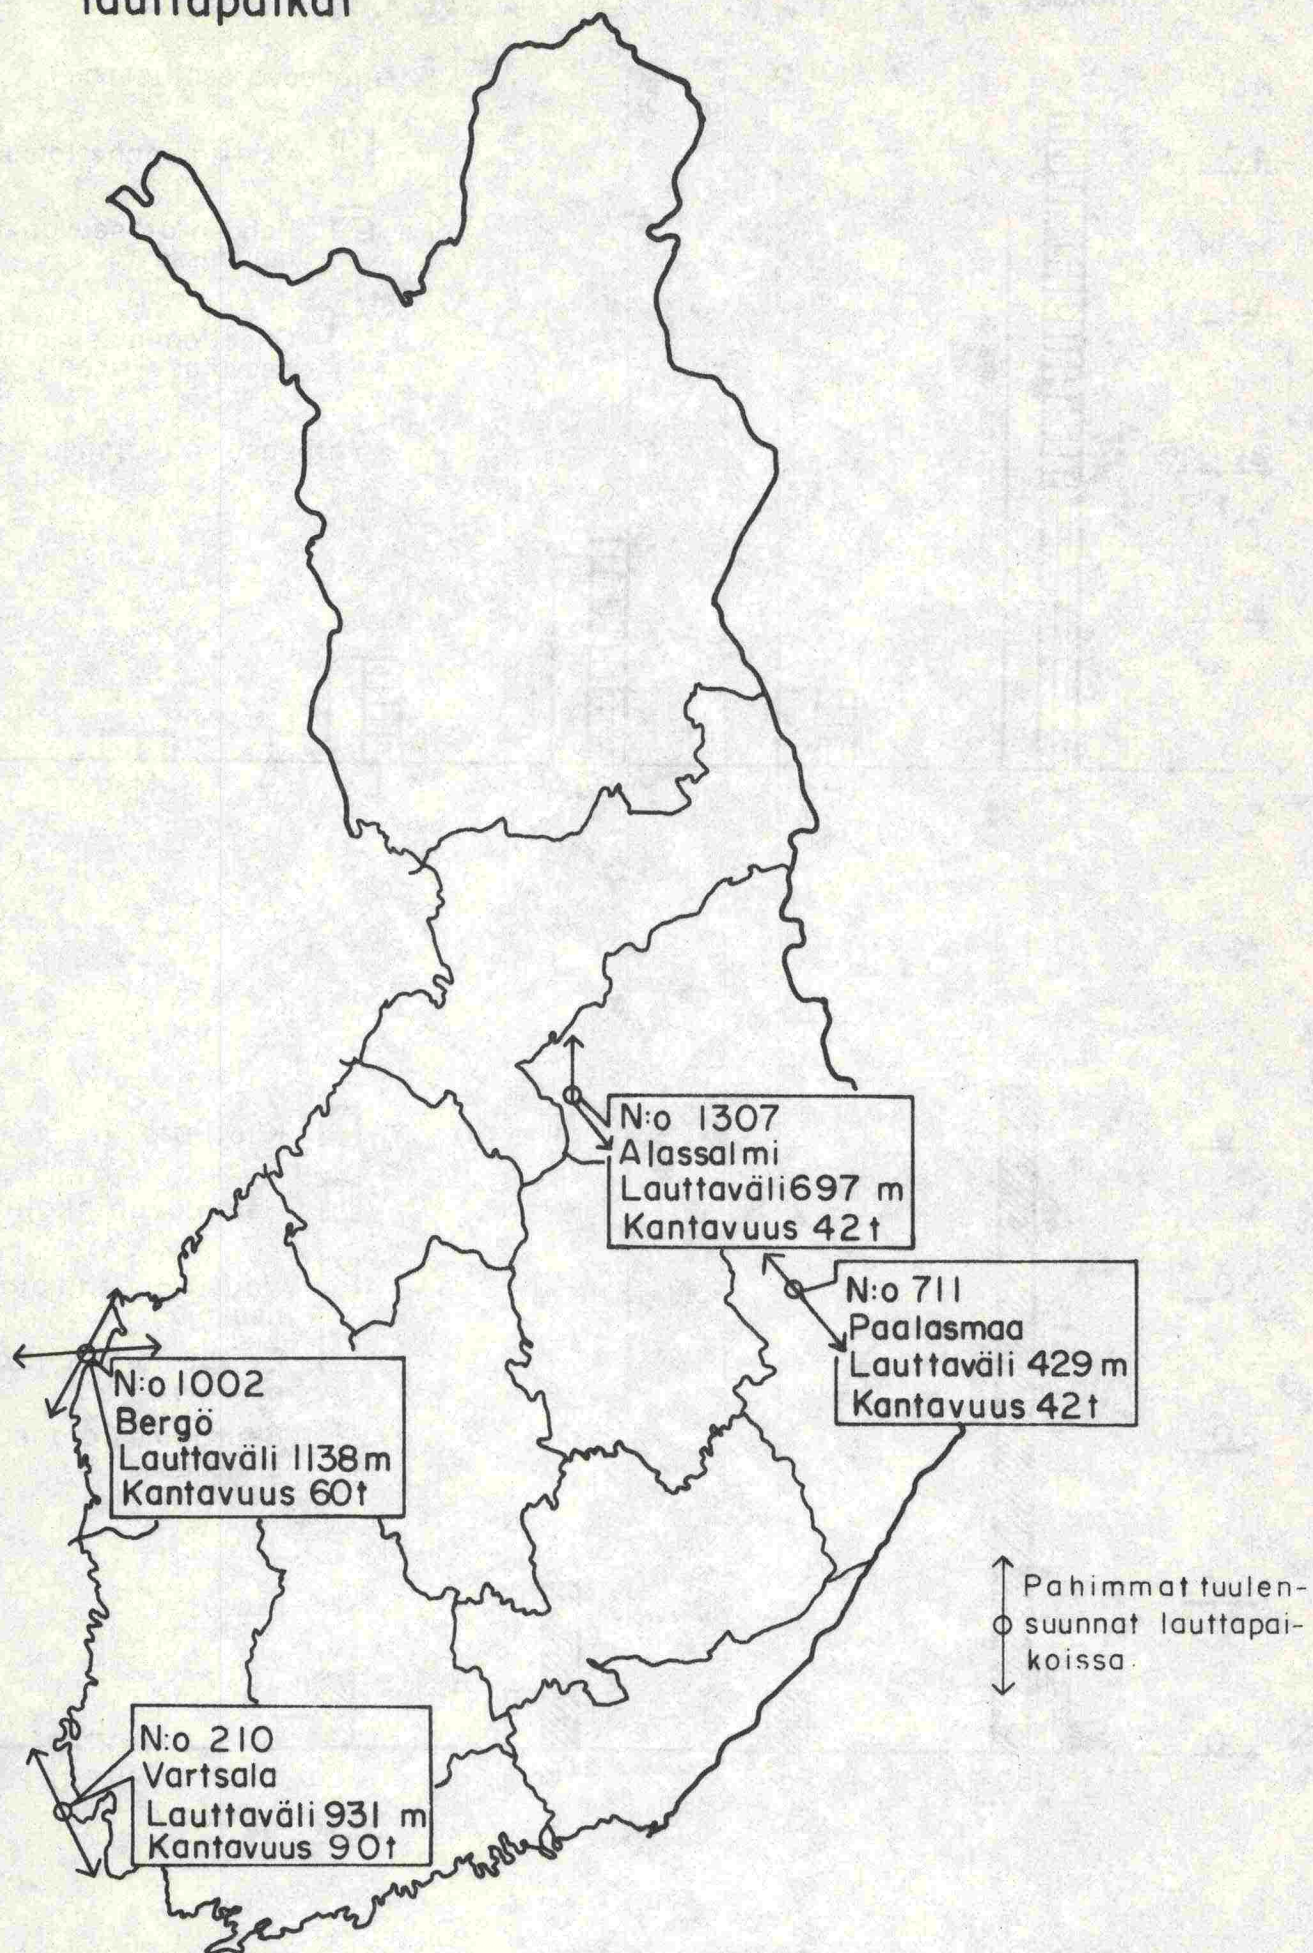 lauttapaikat
N:o 1307
Alassalmi
Lauttaväli 697 m
Kantavuus 42 t
N:o 711
Paalasmaa
Lauttaväli 429 m
Kantavuus 42 t
N:o 1002
Bergö
Lauttaväli 1138 m
Kantavuus 60 t
Pahimmat tuulen-
suunnat lauttapai-
koissa.
N:o 210
Vartsala
Lauttaväli 931 m
Kantavuus 90 t